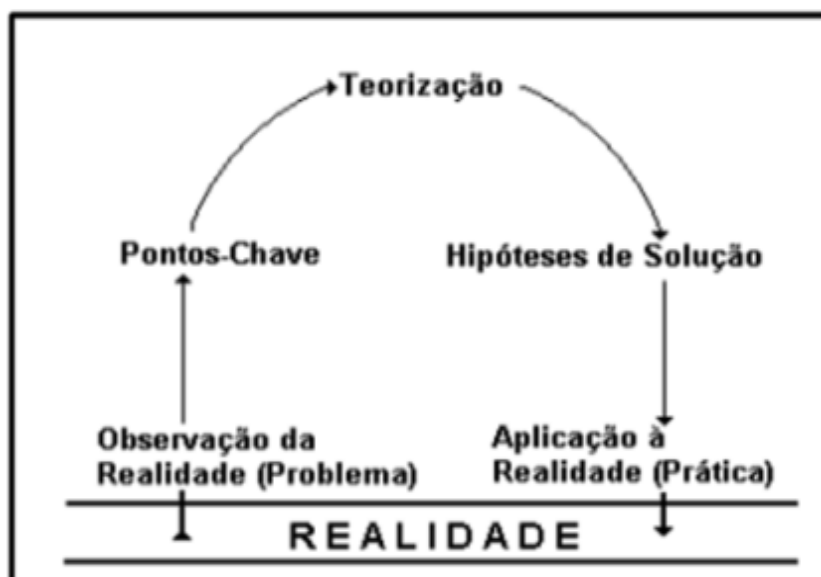 Teorização
Pontos-Chave
Hipóteses de Solução
Observação da
Realidade (Problema)
Aplicação à
Realidade (Prática)
REALIDADE